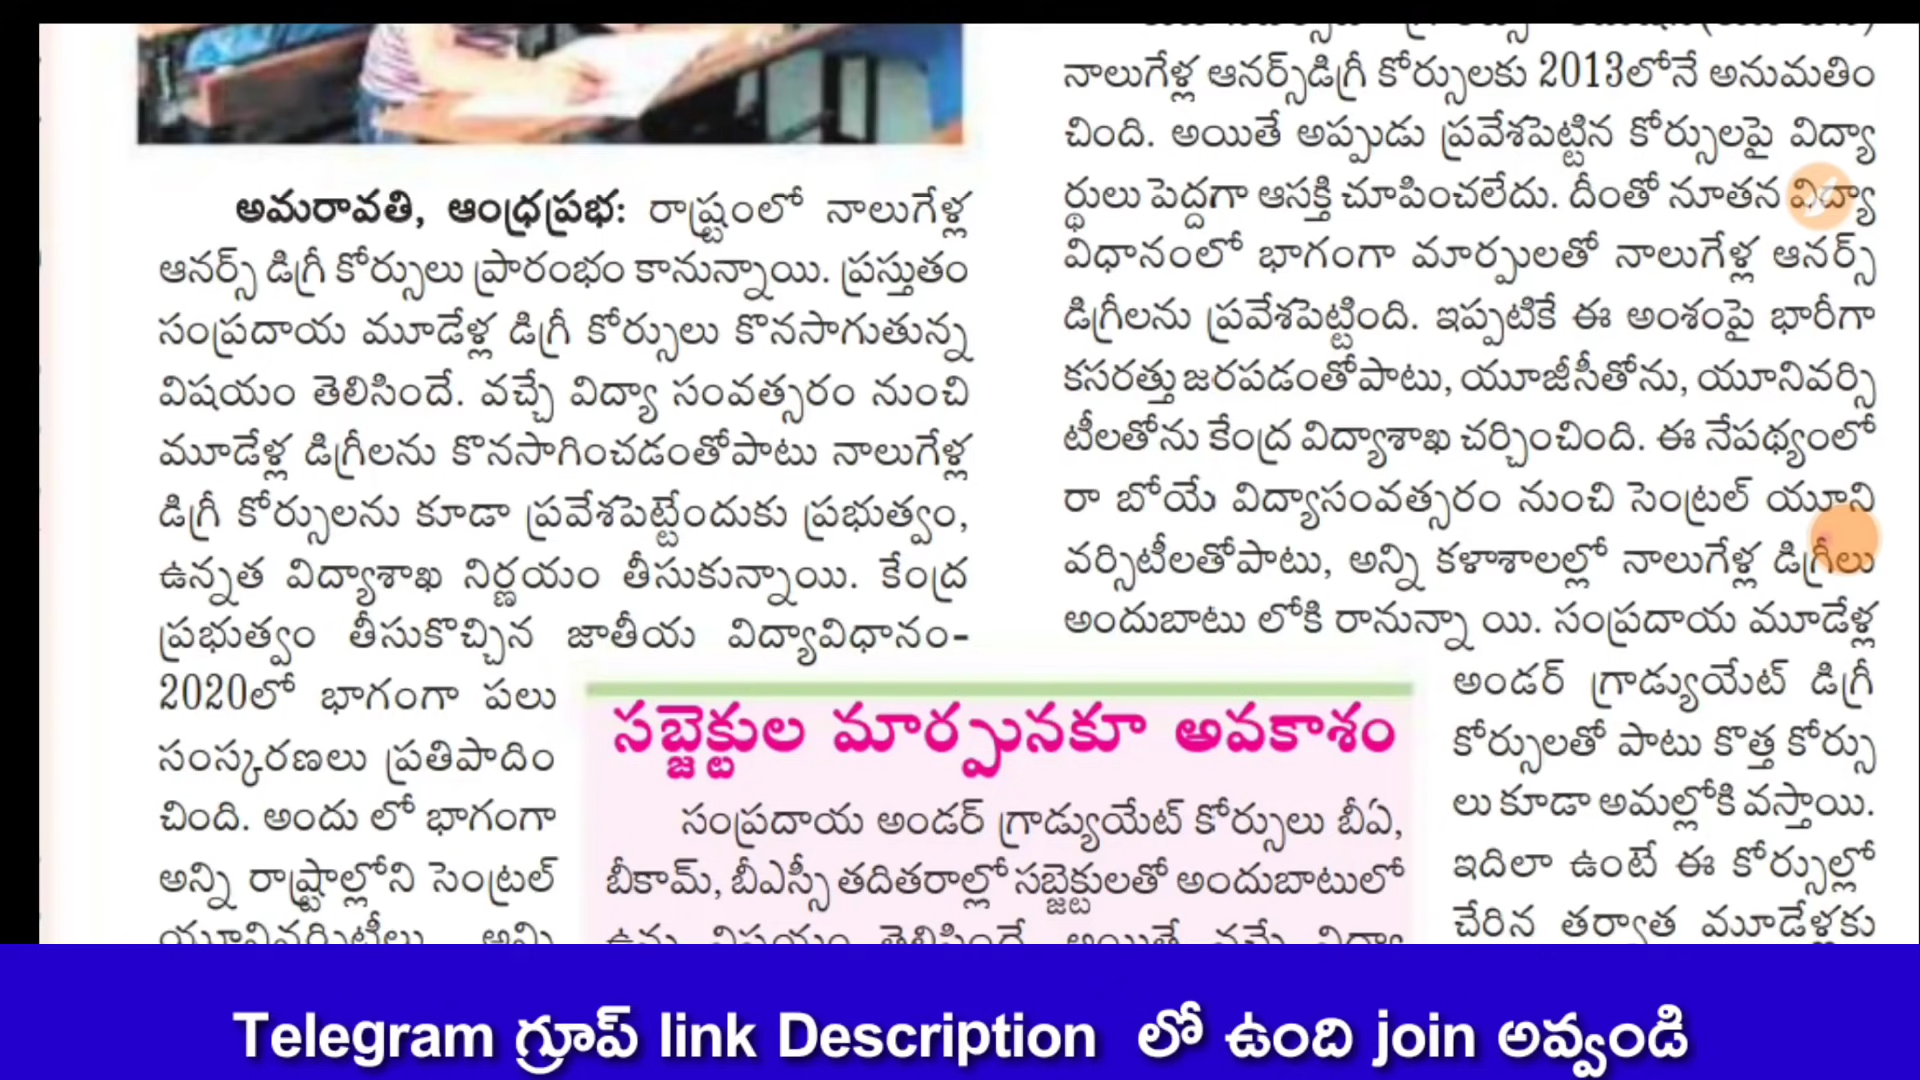 అమరావతి, ఆంధ్రప్రభ: రాష్ట్రంలో నాలుగేళ్ల
ఆనర్స్ డిగ్రీ కోర్సులు ప్రారంభం కానున్నాయి. ప్రస్తుతం
సంప్రదాయ మూడేళ్ల డిగ్రీ కోర్సులు కొనసాగుతున్న
విషయం తెలిసిందే. వచ్చే విద్యా సంవత్సరం నుంచి
మూడేళ్ల డిగ్రీలను కొనసాగించడంతోపాటు నాలుగేళ్ల
డిగ్రీ కోర్సులను కూడా ప్రవేశపెట్టేందుకు ప్రభుత్వం,
ఉన్నత విద్యాశాఖ నిర్ణయం తీసుకున్నాయి. కేంద్ర
ప్రభుత్వం తీసుకొచ్చిన జాతీయ విద్యావిధానం-
2020లో భాగంగా పలు
సంస్కరణలు ప్రతిపాదిం
చింది. అందు లో భాగంగా
అన్ని రాష్ట్రాల్లోని సెంట్రల్
సబ్జెక్టుల మార్పునకూ అవకాశం
సంప్రదాయ అండర్ గ్రాడ్యుయేట్ కోర్సులు బీఏ,
బీకామ్, బీఎస్సీ తదితరాల్లో సబ్జెక్టులతో అందుబాటులో
నాలుగేళ్ల ఆనర్స్‌డిగ్రీ కోర్సులకు 2013లోనే అనుమతిం
చింది. అయితే అప్పుడు ప్రవేశపెట్టిన కోర్సులపై విద్యా
ర్థులు పెద్దగా ఆసక్తి చూపించలేదు. దీంతో నూతన విద్యా
విధానంలో భాగంగా మార్పులతో నాలుగేళ్ల ఆనర్స్
డిగ్రీలను ప్రవేశపెట్టింది. ఇప్పటికే ఈ అంశంపై భారీగా
కసరత్తు జరపడంతోపాటు, యూజీసీతోను, యూనివర్సి
టీలతోను కేంద్ర విద్యాశాఖ చర్చించింది. ఈ నేపథ్యంలో
రా బోయే విద్యాసంవత్సరం నుంచి సెంట్రల్ యూని
వర్సిటీలతోపాటు, అన్ని కళాశాలల్లో నాలుగేళ్ల డిగ్రీలు
అందుబాటు లోకి రానున్నా యి. సంప్రదాయ మూడేళ్ల
అండర్ గ్రాడ్యుయేట్ డిగ్రీ
కోర్సులతో పాటు కొత్త కోర్సు
లు కూడా అమల్లోకి వస్తాయి.
ఇదిలా ఉంటే ఈ కోర్సుల్లో
చేరిన తర్వాత మూడేళ్లకు
Telegram గ్రూప్ link Description లో ఉంది join అవ్వండి